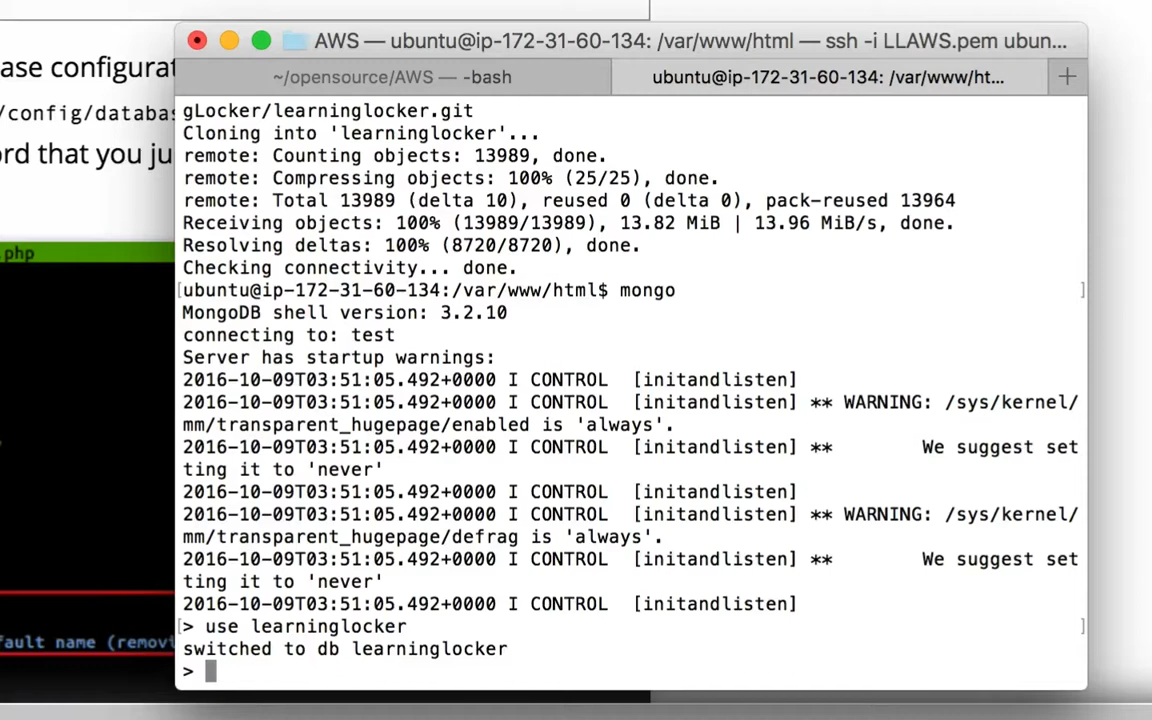 AWS — ubuntu@ip-172-31-60-134: /var/www/html — ssh -i LLAWS.pem ubun...
~/opensource/AWS — -bash
ubuntu@ip-172-31-60-134: /var/www/ht...
+
ase configurat
/config/databas
ord that you ju
.php
fault name (removi
gLocker/learninglocker.git
Cloning into 'learninglocker'...
remote: Counting objects: 13989, done.
remote: Compressing objects: 100% (25/25), done.
remote: Total 13989 (delta 10), reused 0 (delta 0), pack-reused 13964
Receiving objects: 100% (13989/13989), 13.82 MiB | 13.96 MiB/s, done.
Resolving deltas: 100% (8720/8720), done.
Checking connectivity... done.
[ubuntu@ip-172-31-60-134:/var/www/html$ mongo ]
MongoDB shell version: 3.2.10
connecting to: test
Server has startup warnings:
2016-10-09T03:51:05.492+0000 I CONTROL  [initandlisten]
2016-10-09T03:51:05.492+0000 I CONTROL  [initandlisten] ** WARNING: /sys/kernel/
mm/transparent_hugepage/enabled is 'always'.
2016-10-09T03:51:05.492+0000 I CONTROL  [initandlisten] **        We suggest set
ting it to 'never'
2016-10-09T03:51:05.492+0000 I CONTROL  [initandlisten]
2016-10-09T03:51:05.492+0000 I CONTROL  [initandlisten] ** WARNING: /sys/kernel/
mm/transparent_hugepage/defrag is 'always'.
2016-10-09T03:51:05.492+0000 I CONTROL  [initandlisten] **        We suggest set
ting it to 'never'
2016-10-09T03:51:05.492+0000 I CONTROL  [initandlisten]
[> use learninglocker ]
switched to db learninglocker
>